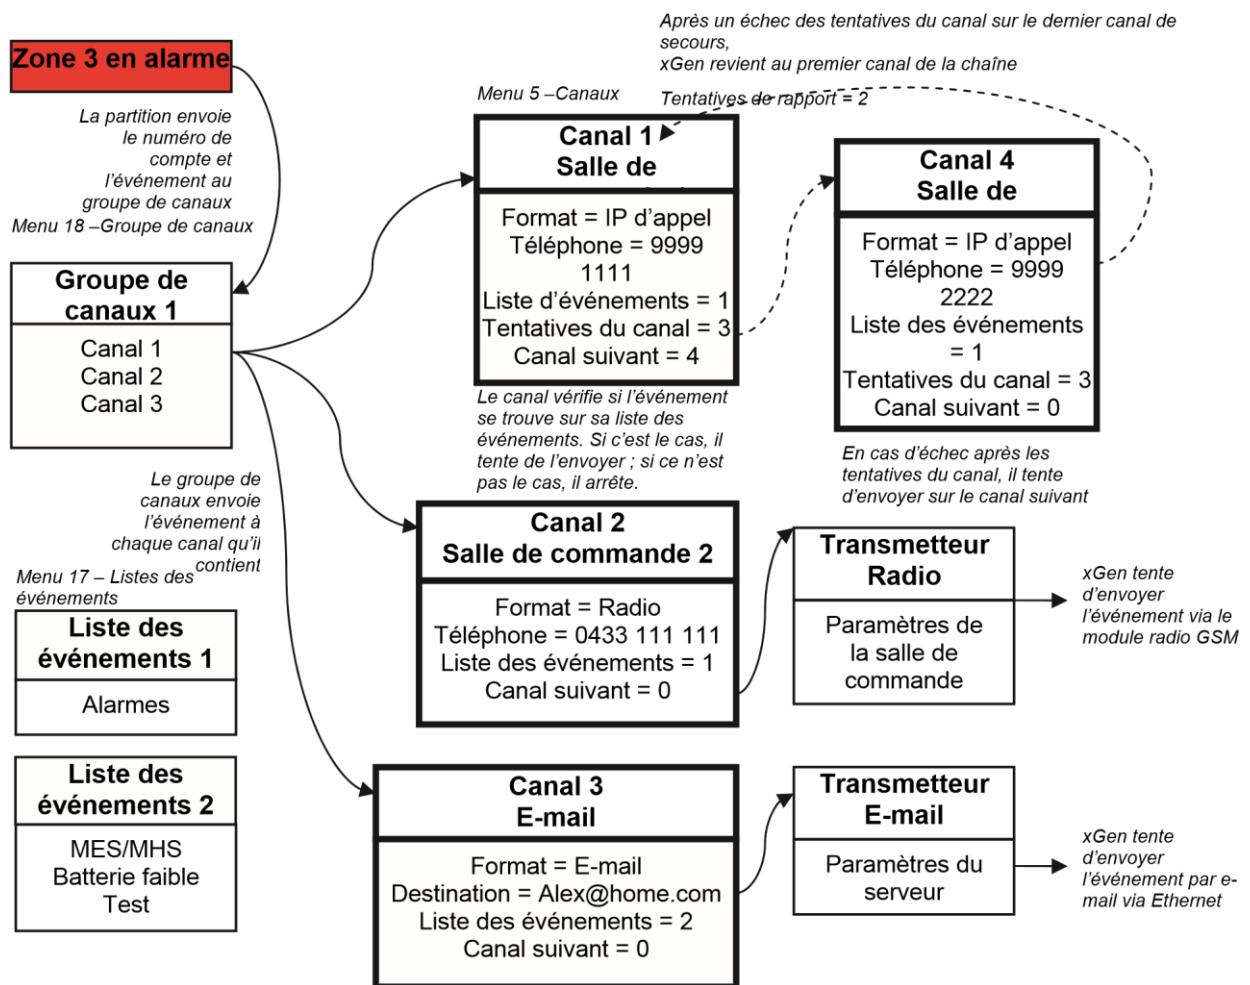 Zone 3 en alarme
La partition envoie
le numéro de
compte et
l'événement au
groupe de canaux
Menu 18 –Groupe de canaux
Groupe de
canaux 1
Canal 1
Canal 2
Canal 3
Le groupe de
canaux envoie
l'événement à
chaque canal qu'il
contient
Menu 17 – Listes des
événements
Liste des
événements 1
Alarmes
Liste des
événements 2
MES/MHS
Batterie faible
Test
Après un échec des tentatives du canal sur le dernier canal de
secours,
xGen revient au premier canal de la chaîne
Tentatives de rapport = 2
Menu 5 –Canaux
Canal 1
Salle de
Format = IP d'appel
Téléphone = 9999
1111
Liste d'événements = 1
Tentatives du canal = 3
Canal suivant = 4
Le canal vérifie si l'événement
se trouve sur sa liste des
événements. Si c'est le cas, il
tente de l'envoyer ; si ce n'est
pas le cas, il arrête.
Canal 4
Salle de
Format = IP d'appel
Téléphone = 9999
2222
Liste des événements
= 1
Tentatives du canal = 3
Canal suivant = 0
En cas d'échec après les
tentatives du canal, il tente
d'envoyer sur le canal suivant
Canal 2
Salle de commande 2
Format = Radio
Téléphone = 0433 111 111
Liste des événements = 1
Canal suivant = 0
Transmetteur
Radio
Paramètres de
la salle de
commande
xGen tente
d'envoyer
l'événement via le
module radio GSM
Canal 3
E-mail
Format = E-mail
Destination = Alex@home.com
Liste des événements = 2
Canal suivant = 0
Transmetteur
E-mail
Paramètres du
serveur
xGen tente
d'envoyer
l'événement par e-
mail via Ethernet